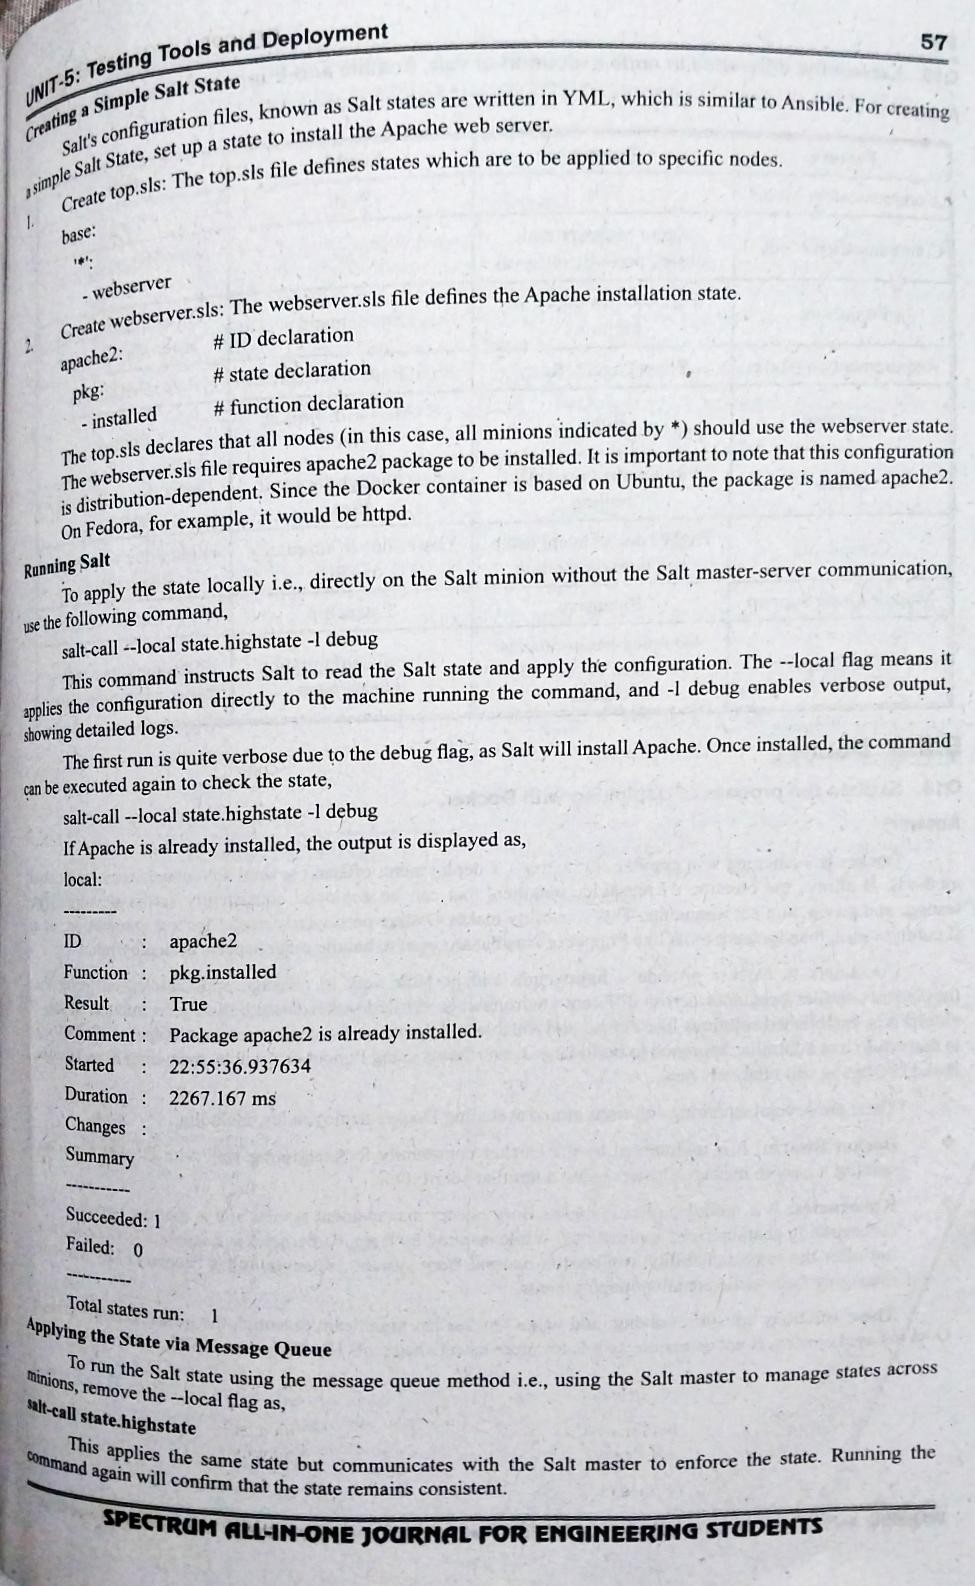 UNIT-5: Testing Tools and Deployment 57
Creating a Simple Salt State
Salt's configuration files, known as Salt states are written in YML, which is similar to Ansible. For creating
a simple Salt State, set up a state to install the Apache web server.
1. Create top.sls: The top.sls file defines states which are to be applied to specific nodes.
base:
'*':
- webserver
2. Create webserver.sls: The webserver.sls file defines the Apache installation state.
apache2: # ID declaration
pkg: # state declaration
- installed # function declaration
The top.sls declares that all nodes (in this case, all minions indicated by *) should use the webserver state.
The webserver.sls file requires apache2 package to be installed. It is important to note that this configuration
is distribution-dependent. Since the Docker container is based on Ubuntu, the package is named apache2.
On Fedora, for example, it would be httpd.
Running Salt
To apply the state locally i.e., directly on the Salt minion without the Salt master-server communication,
use the following command,
salt-call --local state.highstate -l debug
This command instructs Salt to read the Salt state and apply the configuration. The --local flag means it
applies the configuration directly to the machine running the command, and -l debug enables verbose output,
showing detailed logs.
The first run is quite verbose due to the debug flag, as Salt will install Apache. Once installed, the command
can be executed again to check the state,
salt-call --local state.highstate -l debug
If Apache is already installed, the output is displayed as,
local:
---------
ID : apache2
Function : pkg.installed
Result : True
Comment : Package apache2 is already installed.
Started : 22:55:36.937634
Duration : 2267.167 ms
Changes :
Summary
-----------
Succeeded: 1
Failed: 0
-----------
Total states run: 1
Applying the State via Message Queue
To run the Salt state using the message queue method i.e., using the Salt master to manage states across
minions, remove the --local flag as,
salt-call state.highstate
This applies the same state but communicates with the Salt master to enforce the state. Running the
command again will confirm that the state remains consistent.
SPECTRUM ALL-IN-ONE JOURNAL FOR ENGINEERING STUDENTS